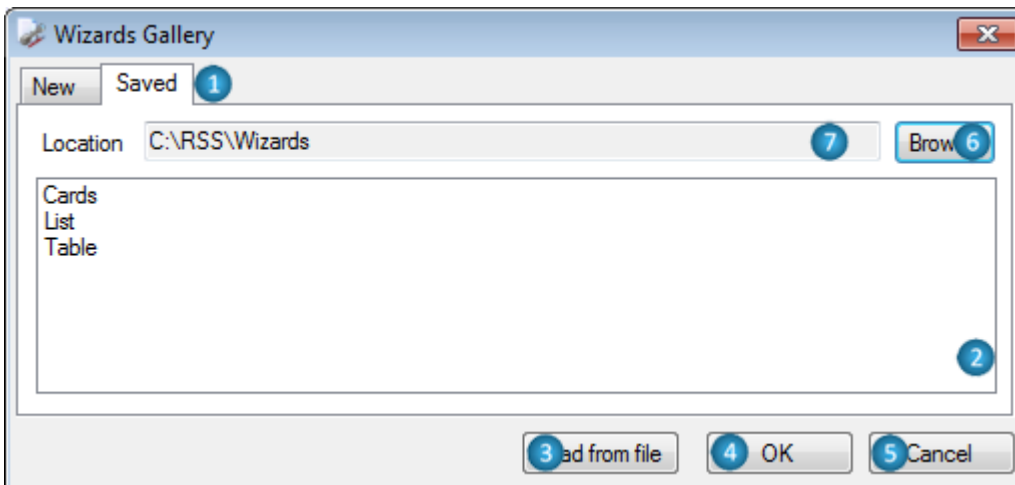 Wizards Gallery
New Saved 1
Location C:\RSS\Wizards 7 Brow 6
Cards
List
Table
2
3 ad from file 4 OK 5 Cancel